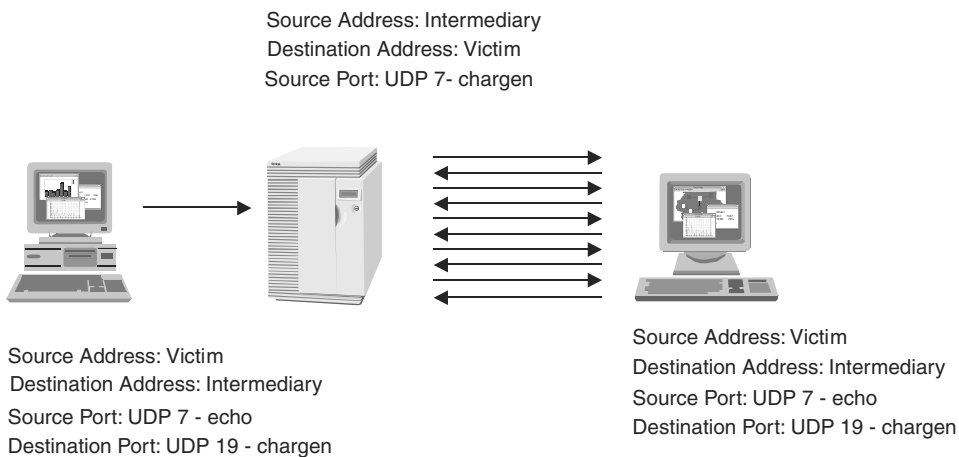 Source Address: Intermediary
Destination Address: Victim
Source Port: UDP 7- chargen
Source Address: Victim
Destination Address: Intermediary
Source Port: UDP 7 - echo
Destination Port: UDP 19 - chargen
Source Address: Victim
Destination Address: Intermediary
Source Port: UDP 7 - echo
Destination Port: UDP 19 - chargen